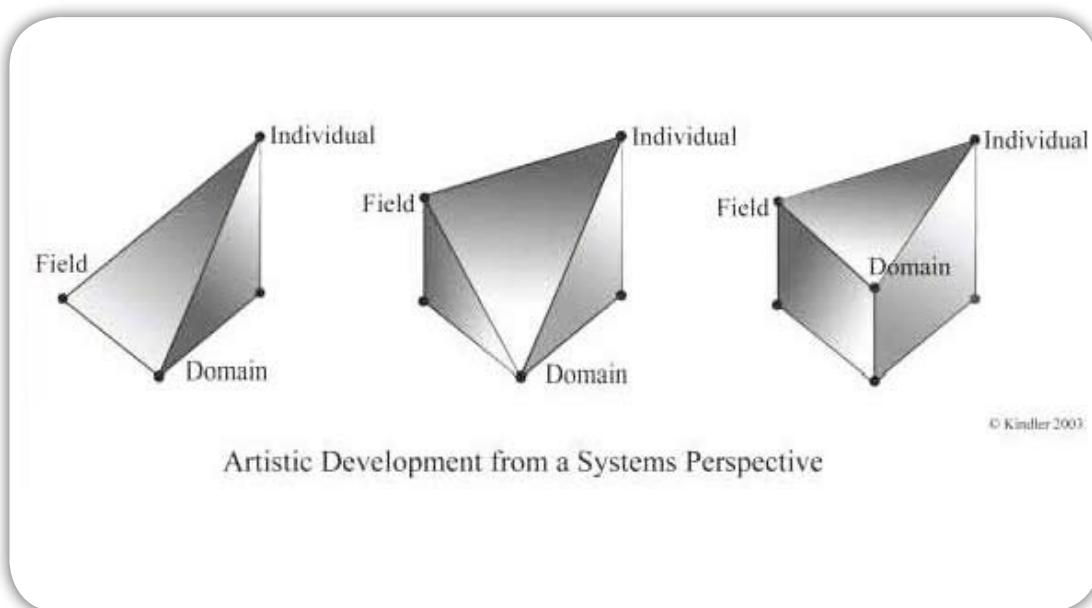 Individual
Field
Domain
Individual
Field
Domain
Individual
Field
Domain
© Kindler 2003
Artistic Development from a Systems Perspective